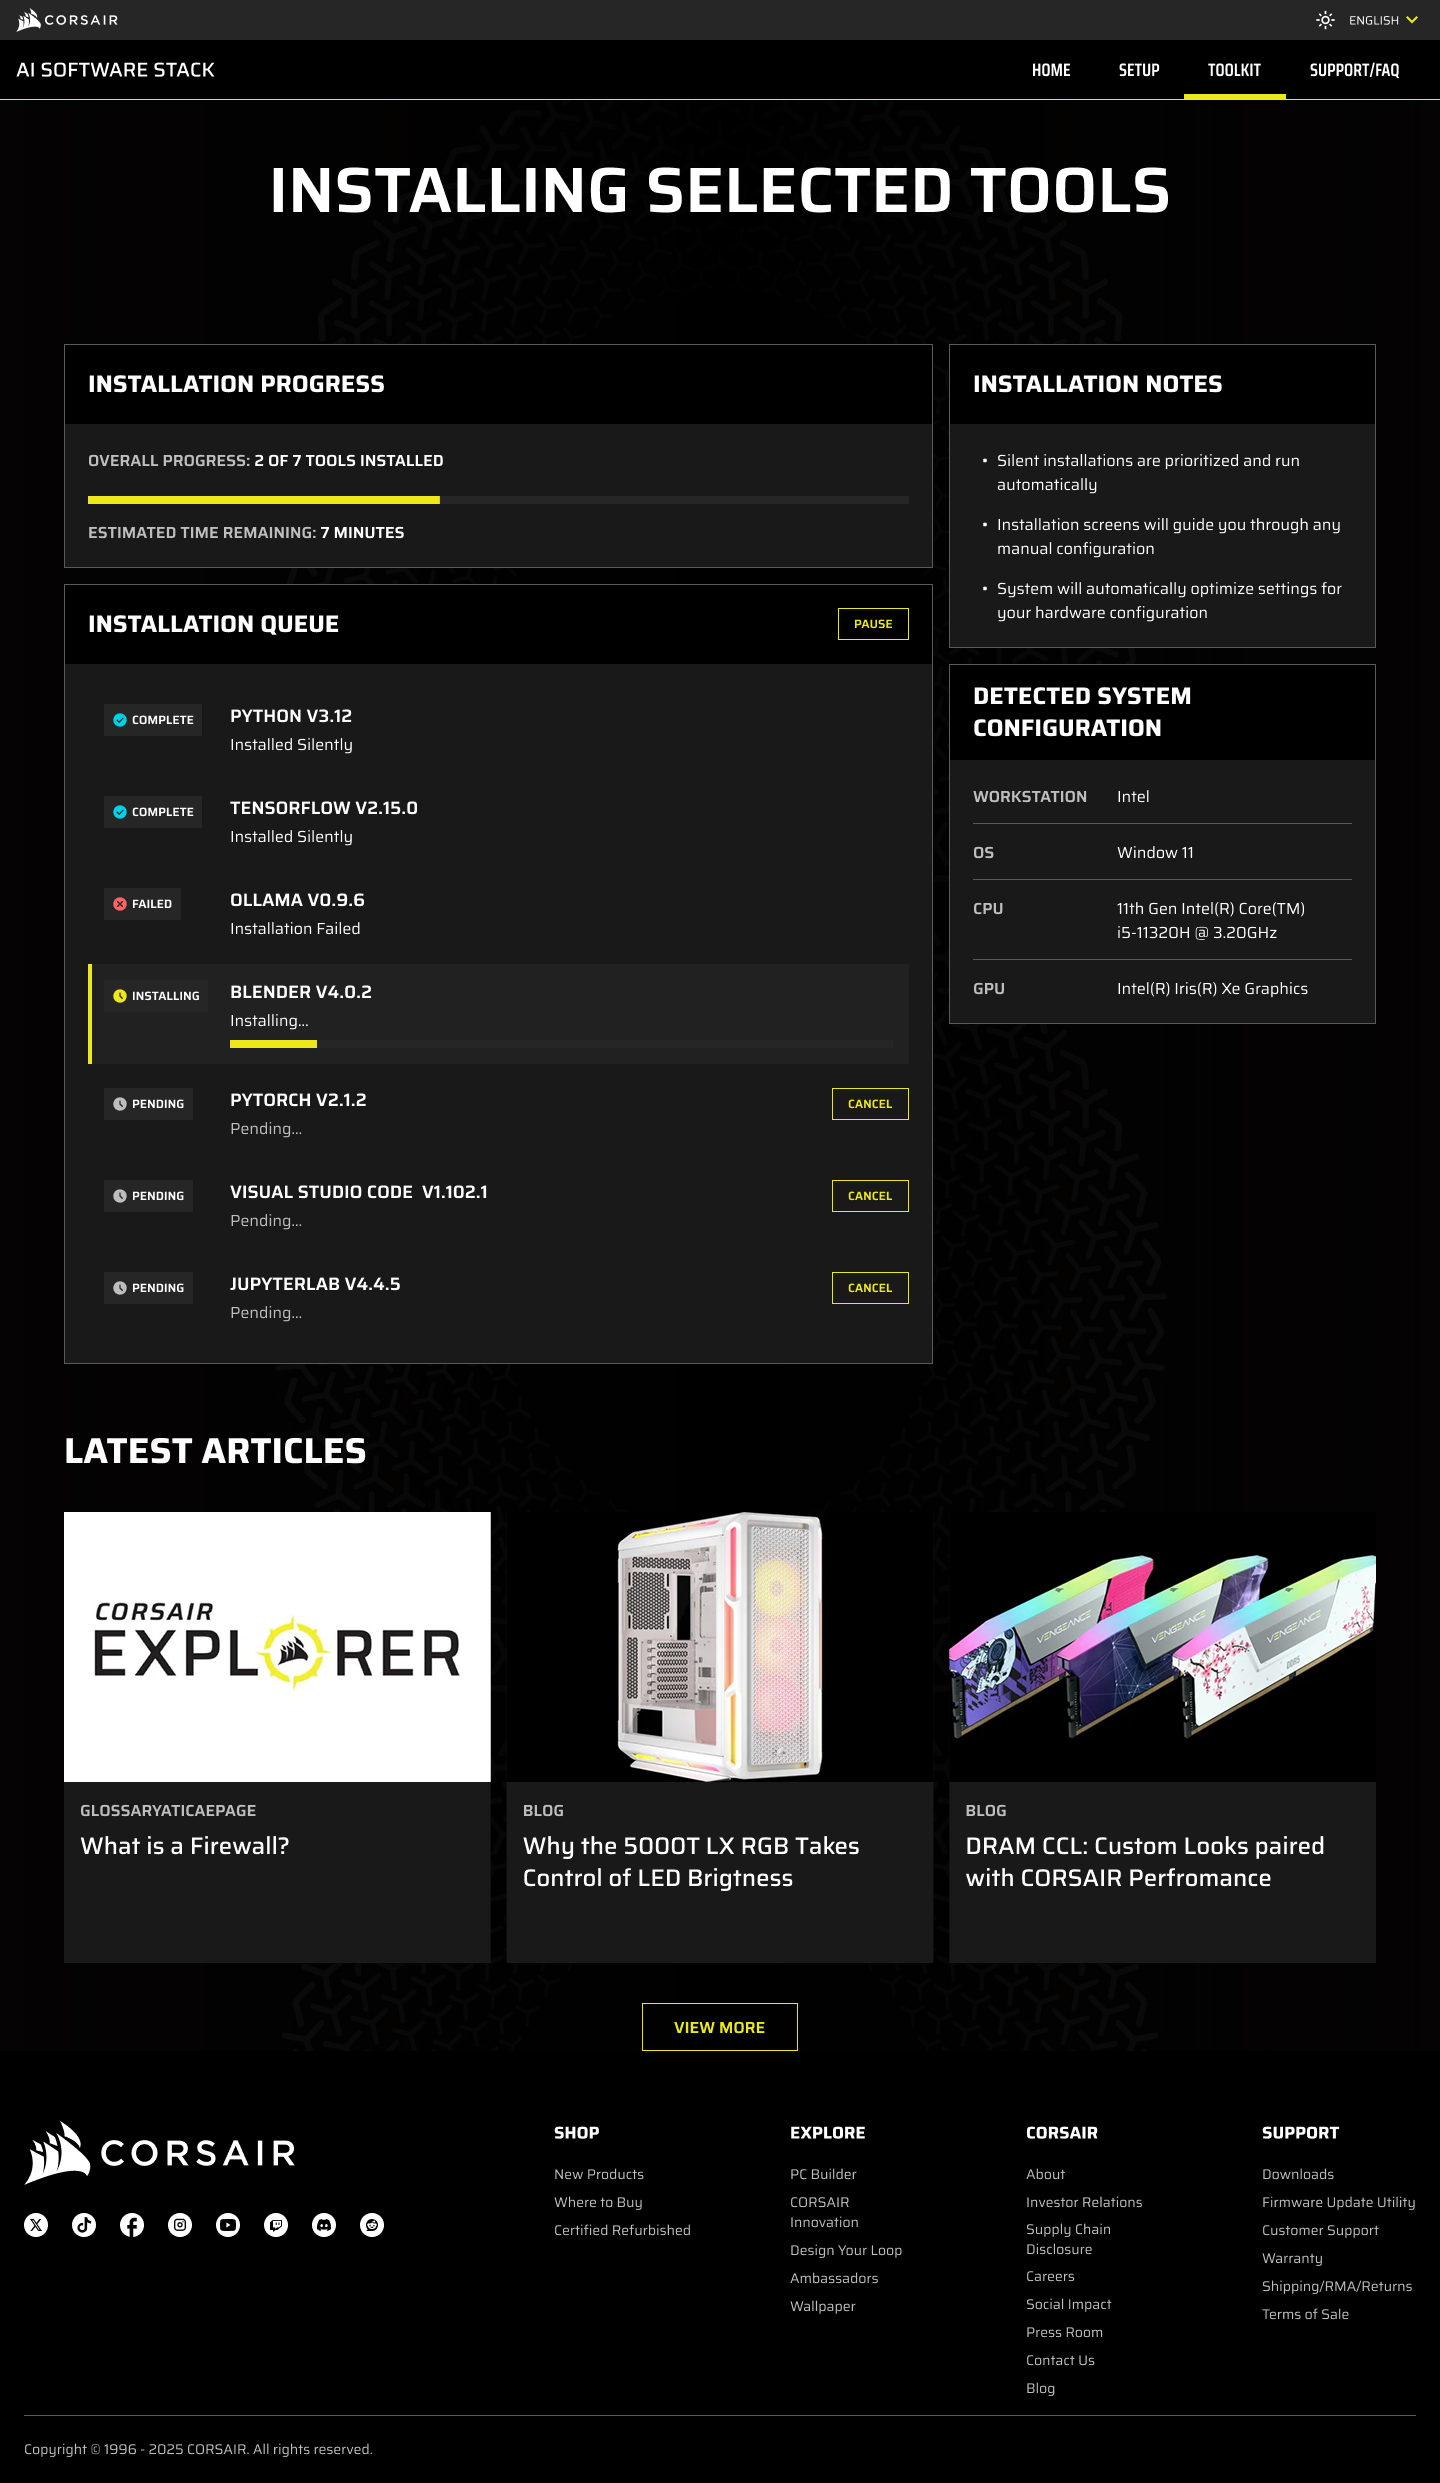 CORSAIR
ENGLISH
AI SOFTWARE STACK
HOME
SETUP
TOOLKIT
SUPPORT/FAQ
INSTALLING SELECTED TOOLS
INSTALLATION PROGRESS
OVERALL PROGRESS: 2 OF 7 TOOLS INSTALLED
ESTIMATED TIME REMAINING: 7 MINUTES
INSTALLATION QUEUE
PAUSE
COMPLETE
PYTHON V3.12
Installed Silently
COMPLETE
TENSORFLOW V2.15.0
Installed Silently
FAILED
OLLAMA V0.9.6
Installation Failed
INSTALLING
BLENDER V4.0.2
Installing...
PENDING
PYTORCH V2.1.2
Pending...
CANCEL
PENDING
VISUAL STUDIO CODE  V1.102.1
Pending...
CANCEL
PENDING
JUPYTERLAB V4.4.5
Pending...
CANCEL
INSTALLATION NOTES
• Silent installations are prioritized and run
automatically
• Installation screens will guide you through any
manual configuration
• System will automatically optimize settings for
your hardware configuration
DETECTED SYSTEM
CONFIGURATION
WORKSTATION
Intel
OS
Window 11
CPU
11th Gen Intel(R) Core(TM)
i5-11320H @ 3.20GHz
GPU
Intel(R) Iris(R) Xe Graphics
LATEST ARTICLES
CORSAIR
EXPLORER
GLOSSARYATICAEPAGE
What is a Firewall?
BLOG
Why the 5000T LX RGB Takes
Control of LED Brigtness
VENGEANCE
VENGEANCE
VENGEANCE
DDR5
BLOG
DRAM CCL: Custom Looks paired
with CORSAIR Perfromance
VIEW MORE
CORSAIR
SHOP
New Products
Where to Buy
Certified Refurbished
EXPLORE
PC Builder
CORSAIR
Innovation
Design Your Loop
Ambassadors
Wallpaper
CORSAIR
About
Investor Relations
Supply Chain
Disclosure
Careers
Social Impact
Press Room
Contact Us
Blog
SUPPORT
Downloads
Firmware Update Utility
Customer Support
Warranty
Shipping/RMA/Returns
Terms of Sale
Copyright © 1996 - 2025 CORSAIR. All rights reserved.